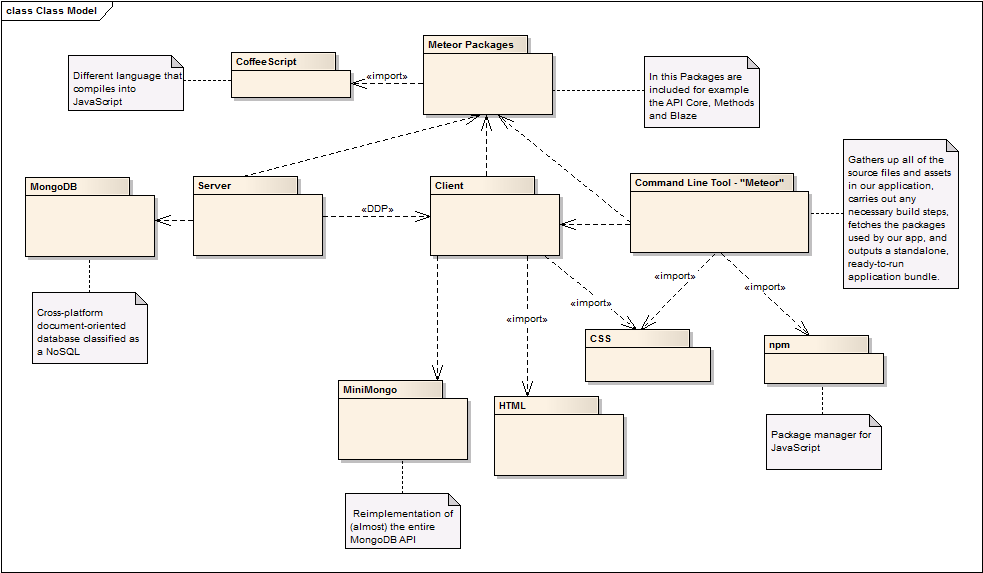 class Class Model
Meteor Packages
CoffeeScript
«import»
Different language that
compiles into
JavaScript
In this Packages are
included for example
the API Core, Methods
and Blaze
Gathers up all of the
source files and assets
in our application,
carries out any
necessary build steps,
fetches the packages
used by our app, and
outputs a standalone,
ready-to-run
application bundle.
MongoDB
Server
Client
Command Line Tool - "Meteor"
«DDP»
«import»
«import»
«import»
«import»
Cross-platform
document-oriented
database classified as
a NoSQL
CSS
npm
MiniMongo
HTML
Package manager for
JavaScript
Reimplementation of
(almost) the entire
MongoDB API